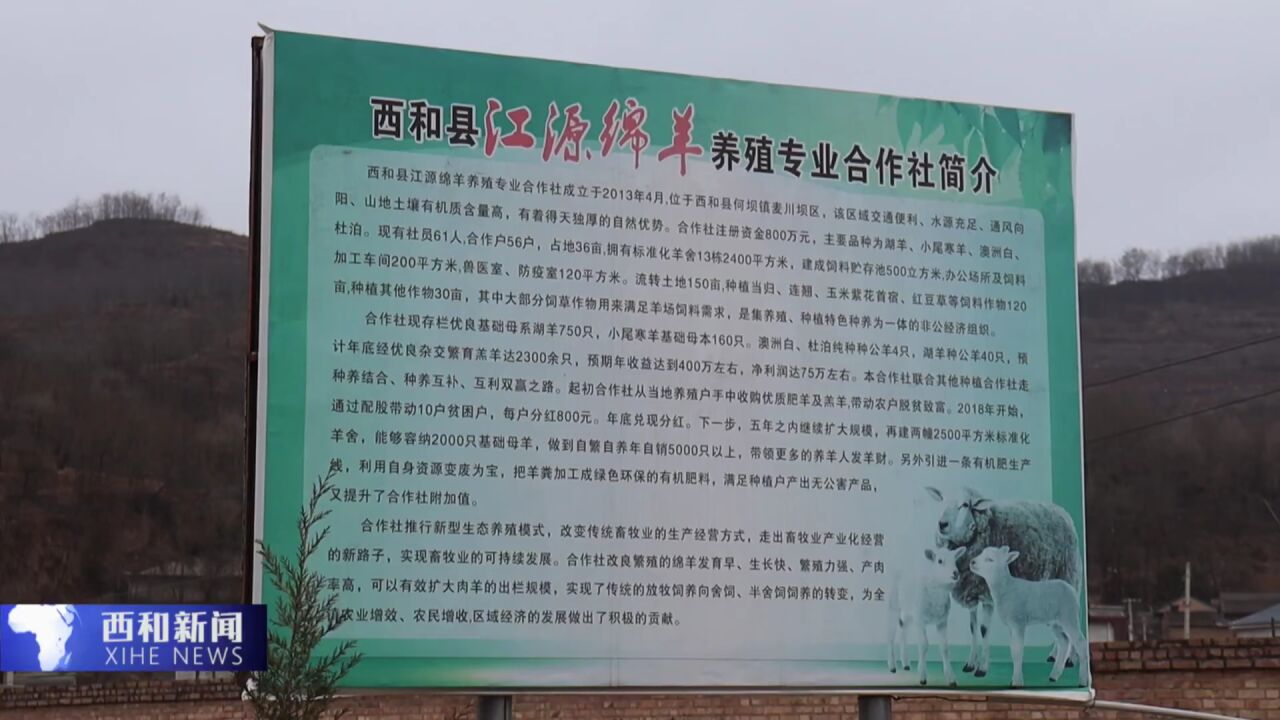 西和县江源绵羊养殖专业合作社简介
西和县江源绵羊养殖专业合作社成立于2013年4月,位于西和县何坝镇麦川坝区，该区域交通便利、水源充足、通风向
阳、山地土壤有机质含量高，有着得天独厚的自然优势。合作社注册资金800万元，主要品种为湖羊、小尾寒羊、澳洲白、
杜泊。现有社员61人,合作户56户，占地36亩,拥有标准化羊舍13栋2400平方米，建成饲料贮存池500立方米,办公场所及饲料
加工车间200平方米,兽医室、防疫室120平方米。流转土地150亩,种植当归、连翘、玉米紫花苜宿、红豆草等饲料作物120
亩,种植其他作物30亩，其中大部分饲草作物用来满足羊场饲料需求，是集养殖、种植特色种养为一体的非公经济组织。
合作社现存栏优良基础母系湖羊750只，小尾寒羊基础母本160只。澳洲白、杜泊纯种种公羊4只，湖羊种公羊40只，预
计年底经优良杂交繁育羔羊达2300余只，预期年收益达到400万左右，净利润达75万左右。本合作社联合其他种植合作社走
种养结合、种养互补、互利双赢之路。起初合作社从当地养殖户手中收购优质肥羊及羔羊,带动农户脱贫致富。2018年开始，
通过配股带动10户贫困户，每户分红800元。年底兑现分红。下一步，五年之内继续扩大规模，再建两幢2500平方米标准化
羊舍，能够容纳2000只基础母羊，做到自繁自养年自销5000只以上，带领更多的养羊人发羊财。另外引进一条有机肥生产
线，利用自身资源变废为宝，把羊粪加工成绿色环保的有机肥料，满足种植户产出无公害产品，
又提升了合作社附加值。
合作社推行新型生态养殖模式，改变传统畜牧业的生产经营方式，走出畜牧业产业化经营
的新路子，实现畜牧业的可持续发展。合作社改良繁殖的绵羊发育早、生长快、繁殖力强、产肉
率高，可以有效扩大肉羊的出栏规模，实现了传统的放牧饲养向舍饲、半舍饲饲养的转变，为全
农业增效、农民增收,区域经济的发展做出了积极的贡献。
西和新闻
XIHE NEWS